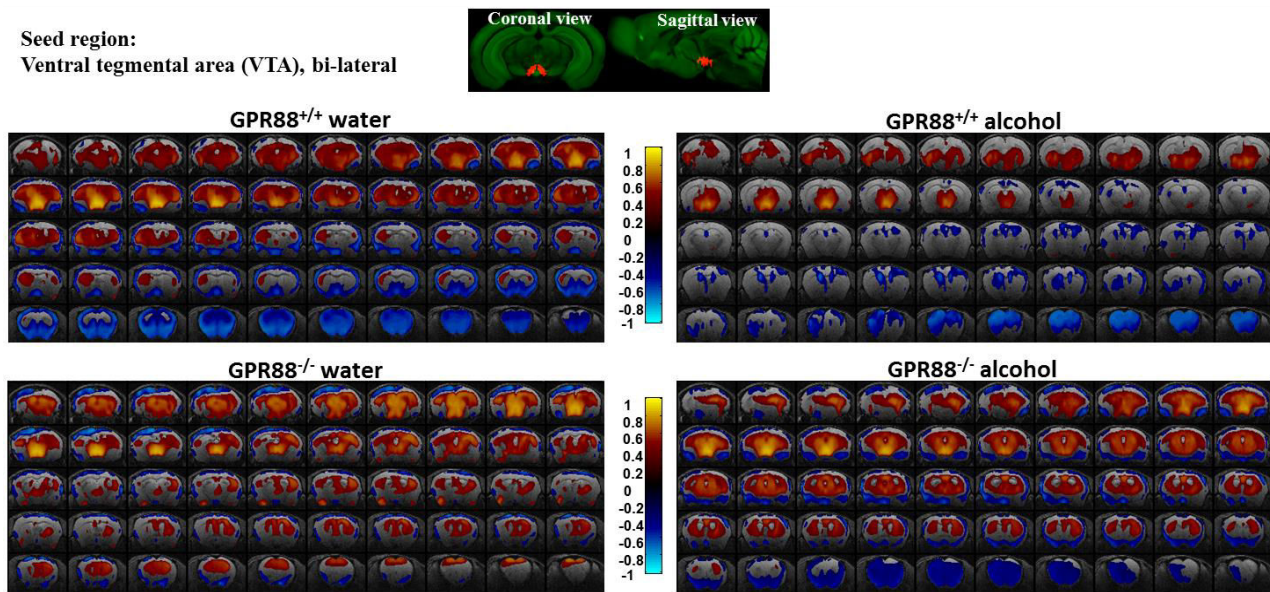 Coronal view
Sagittal view
Seed region:
Ventral tegmental area (VTA), bi-lateral
GPR88+/+ water
GPR88+/+ alcohol
1
0.8
0.6
0.4
0.2
0
-0.2
-0.4
-0.6
-0.8
-1
GPR88-/- water
GPR88-/- alcohol
1
0.8
0.6
0.4
0.2
0
-0.2
-0.4
-0.6
-0.8
-1